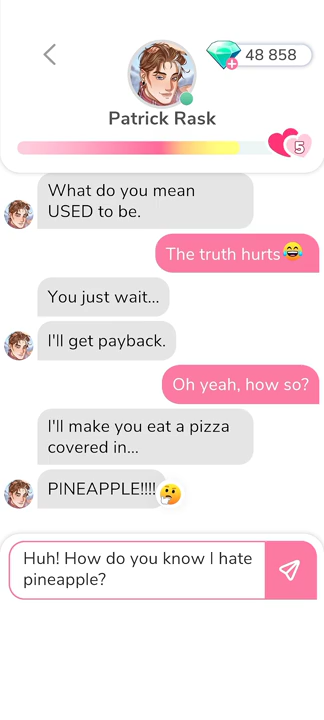 48 858
Patrick Rask
5
What do you mean
USED to be.
The truth hurts😂
You just wait...
I'll get payback.
Oh yeah, how so?
I'll make you eat a pizza
covered in...
PINEAPPLE!!!!🤔
Huh! How do you know I hate
pineapple?